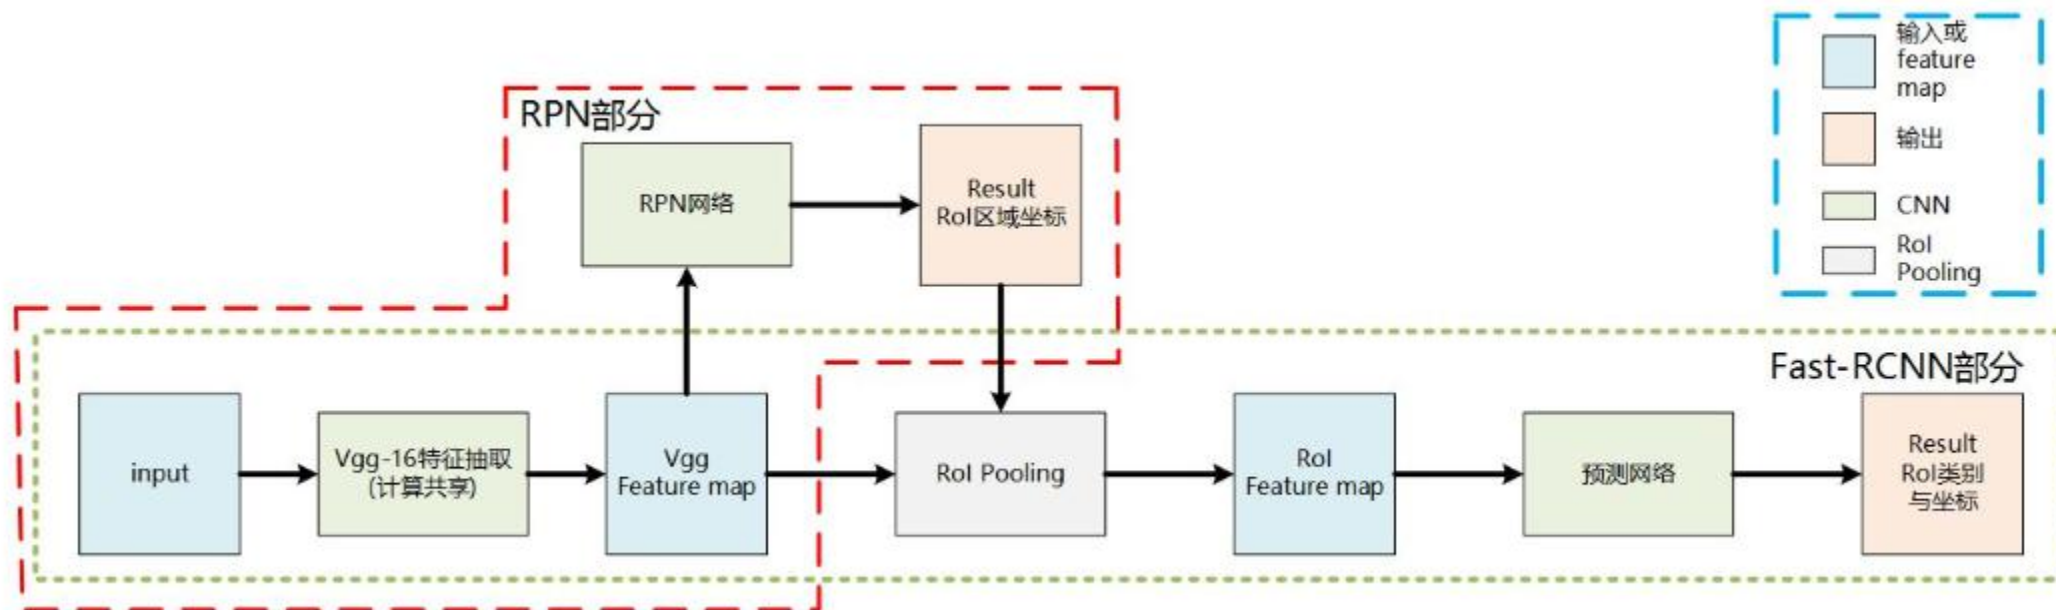 输入或
feature
map
输出
CNN
RoI
Pooling
RPN部分
RPN网络
Result
RoI区域坐标
Fast-RCNN部分
input
Vgg-16特征抽取
(计算共享)
Vgg
Feature map
RoI Pooling
RoI
Feature map
预测网络
Result
RoI类别
与坐标